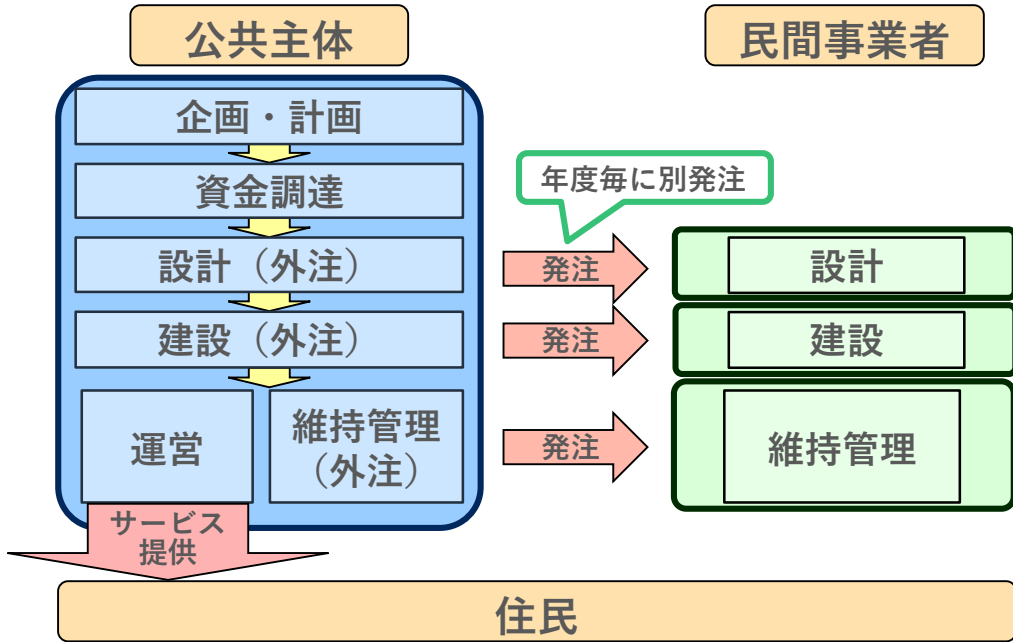 公共主体
民間事業者
企画・計画
資金調達
年度毎に別発注
設計（外注）
発注
設計
建設（外注）
発注
建設
運営
維持管理
（外注）
発注
維持管理
サービス
提供
住民